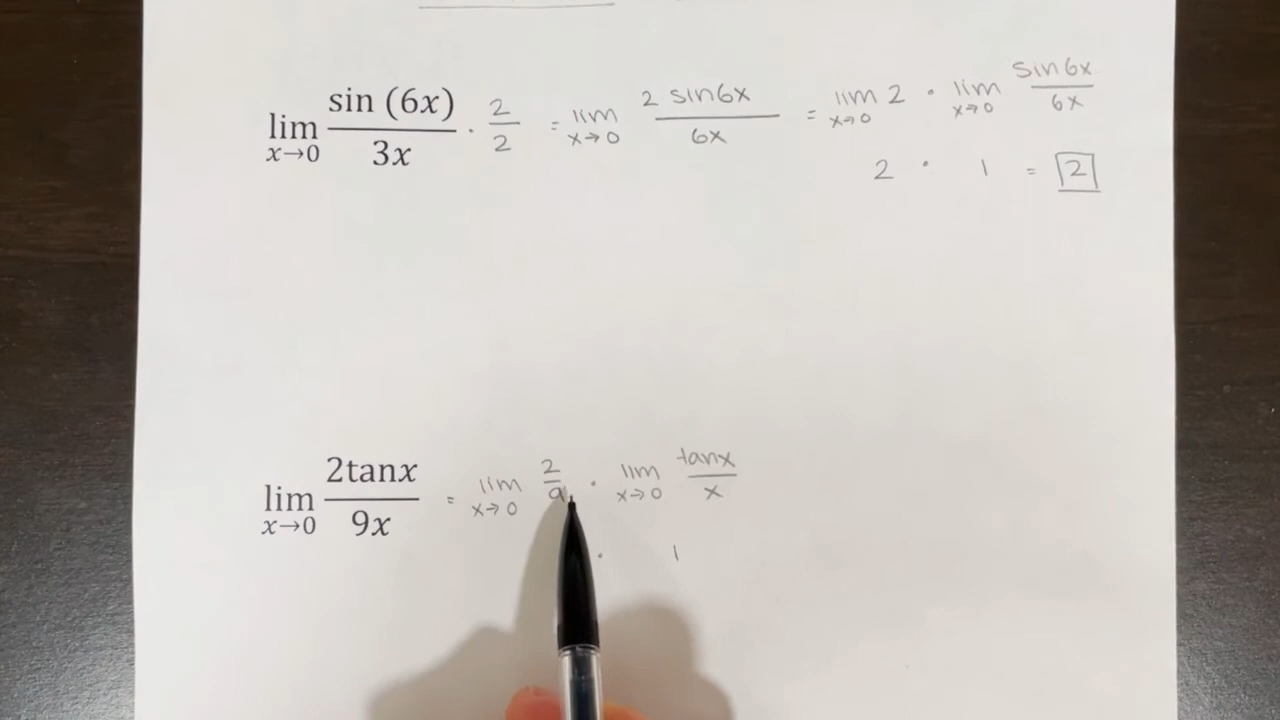 lim x→0 sin (6x) / 3x · 2/2 = lim x→0 2 sin6x / 6x = lim x→0 2 · lim x→0 sin6x / 6x
2 · 1 = 2
lim x→0 2tanx / 9x = lim x→0 2/9 · lim x→0 tanx / x
· 1